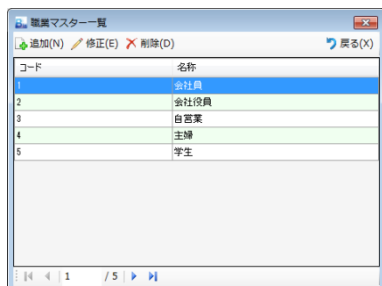 職業マスター一覧
追加(N) 修正(E) 削除(D) 戻る(X)
コード 名称
1 会社員
2 会社役員
3 自営業
4 主婦
5 学生
1 / 5